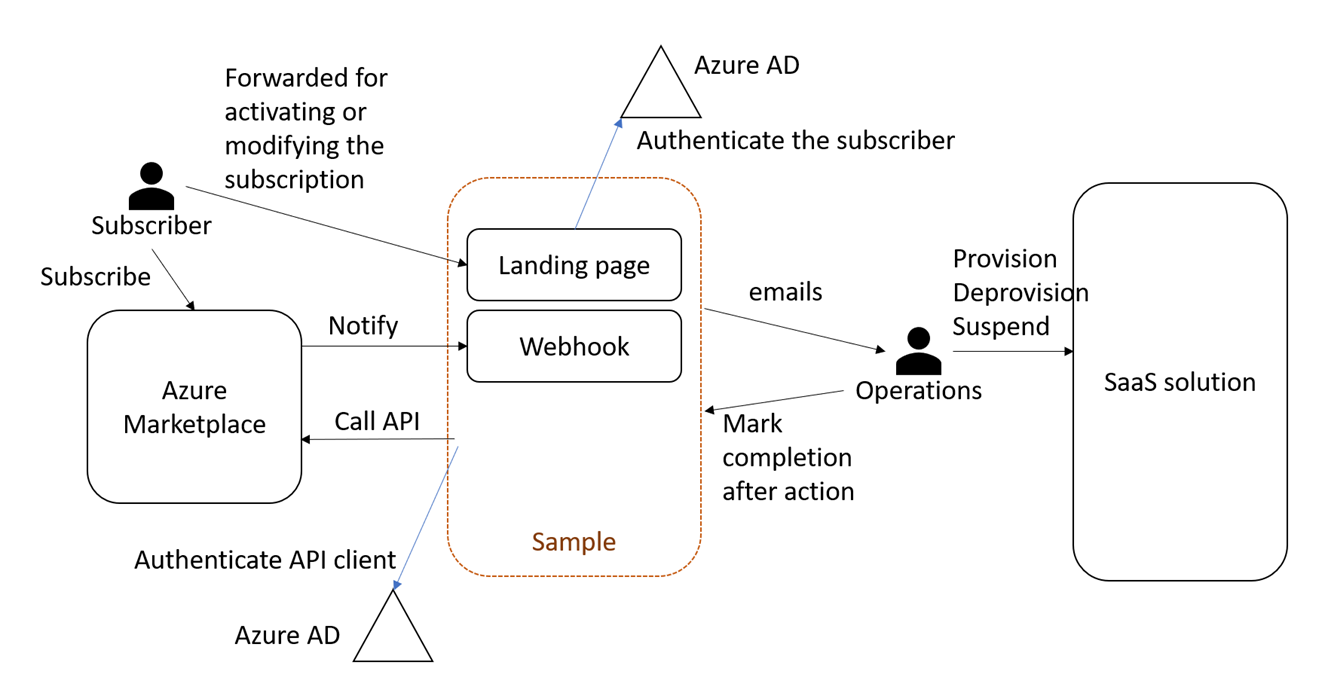 Azure AD
Forwarded for
activating or
modifying the
subscription
Authenticate the subscriber
Subscriber
Subscribe
Landing page
Provision
Deprovision
Suspend
emails
Notify
Webhook
Azure
Marketplace
SaaS solution
Operations
Call API
Mark
completion
after action
Sample
Authenticate API client
Azure AD